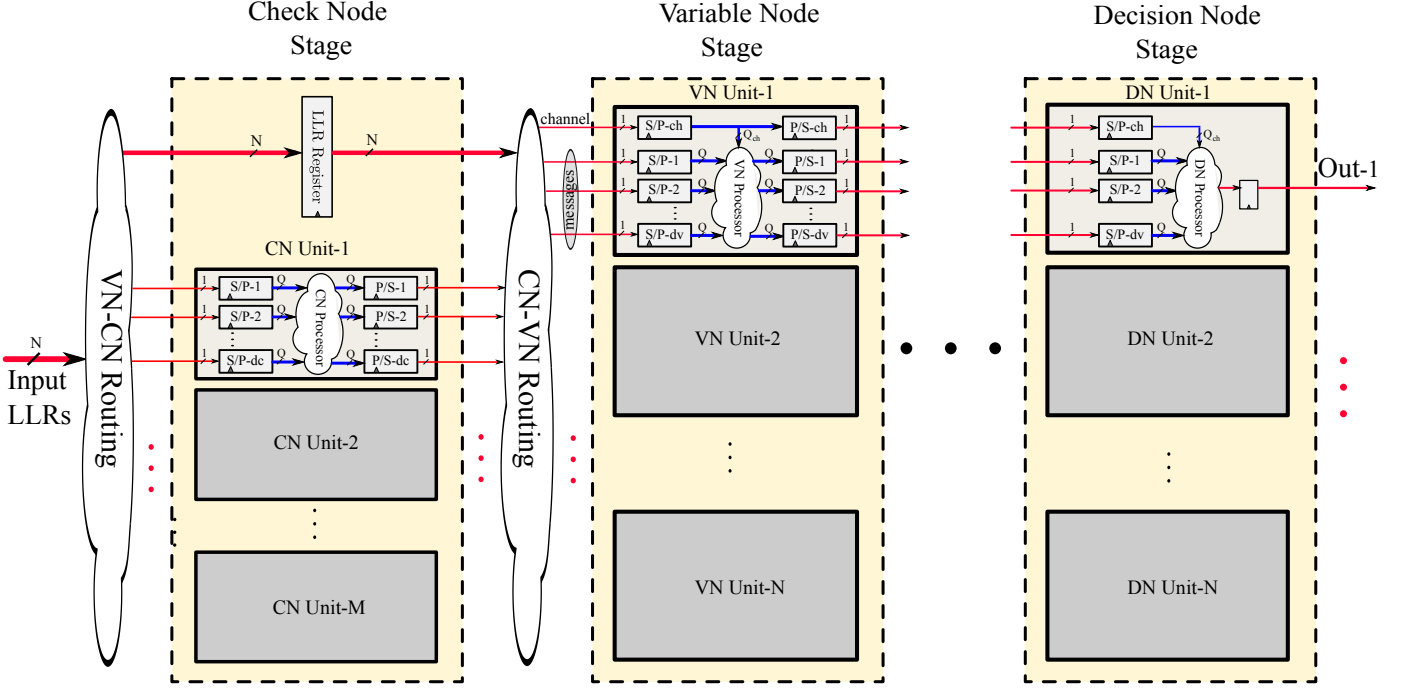 Check Node
Stage
Variable Node
Stage
Decision Node
Stage
N
Input
LLRs
VN-CN Routing
N
LLR Register
N
CN Unit-1
1
S/P-1
Q
Q
P/S-1
1
1
S/P-2
Q
Q
P/S-2
1
1
S/P-dc
Q
Q
P/S-dc
1
CN Processor
CN Unit-2
CN Unit-M
CN-VN Routing
channel
messages
VN Unit-1
1
S/P-ch
Qch
P/S-ch
1
1
S/P-1
Q
Q
P/S-1
1
1
S/P-2
Q
Q
P/S-2
1
1
S/P-dv
Q
Q
P/S-dv
1
VN Processor
VN Unit-2
VN Unit-N
DN Unit-1
1
S/P-ch
Qch
1
S/P-1
Q
1
S/P-2
Q
1
S/P-dv
Q
DN Processor
Out-1
DN Unit-2
DN Unit-N